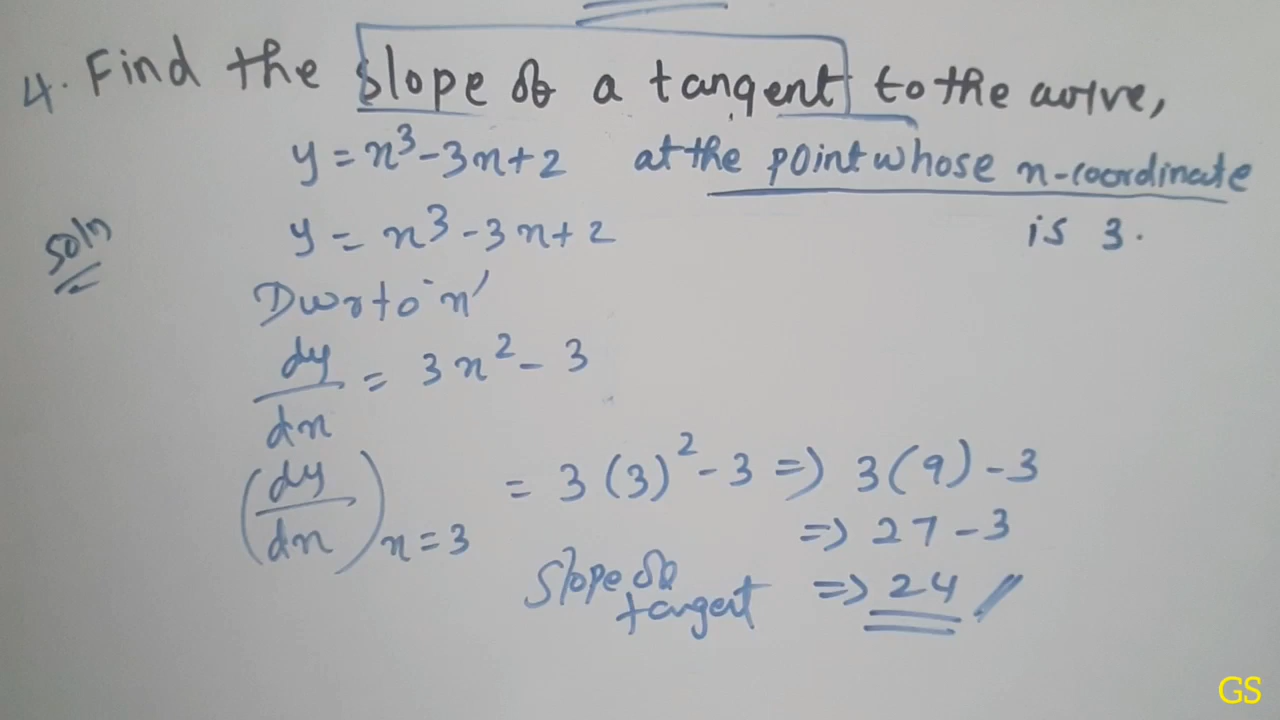 4. Find the slope of a tangent to the curve,
y = x³ - 3x + 2 at the point whose x-coordinate
is 3.
Soln
y = x³ - 3x + 2
D w r to 'x'
dy/dx = 3x² - 3
(dy/dx)x=3 = 3(3)² - 3 => 3(9) - 3
=> 27 - 3
Slope of tangent => 24 //
GS